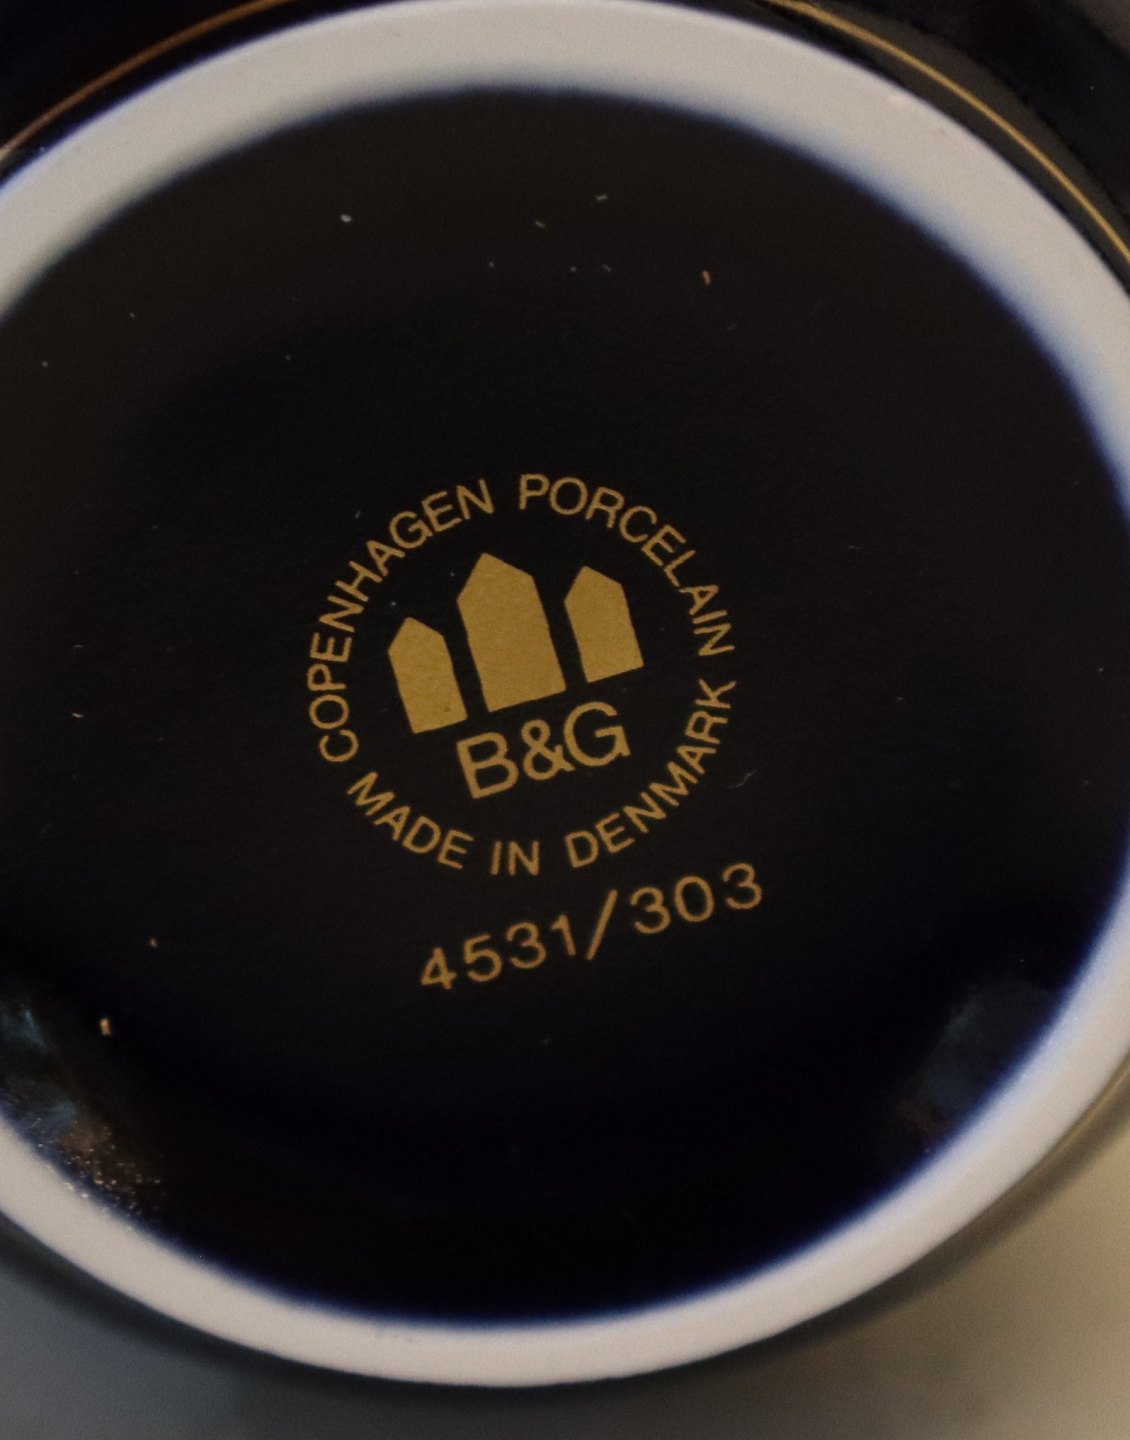 COPENHAGEN PORCELAIN
B&G
MADE IN DENMARK
4531/303